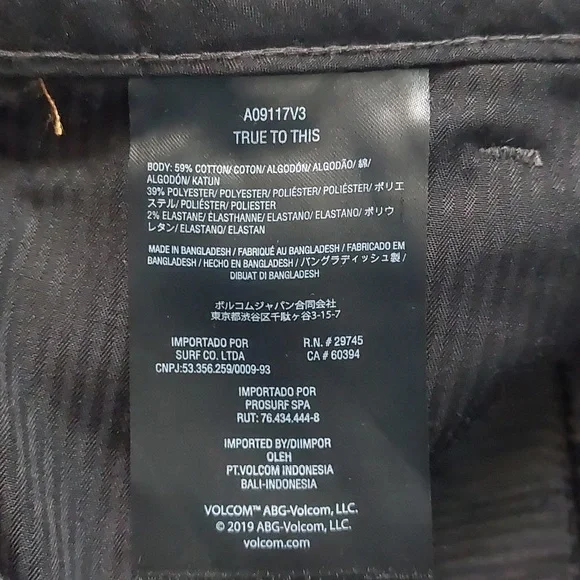 A09117V3
TRUE TO THIS
BODY: 59% COTTON/ COTON/ ALGODÓN/ ALGODÃO/ 綿/
ALGODÓN/ KATUN
39% POLYESTER/ POLYESTER/ POLIÉSTER/ POLIÉSTER/ ポリエ
ステル/ POLIÉSTER/ POLIESTER
2% ELASTANE/ ÉLASTHANNE/ ELASTANO/ ELASTANO/ ポリウ
レタン/ ELASTANO/ ELASTAN
MADE IN BANGLADESH / FABRIQUÉ AU BANGLADESH / FABRICADO EM
BANGLADESH / HECHO EN BANGLADESH / バングラディッシュ製 /
DIBUAT DI BANGLADESH
ボルコムジャパン合同会社
東京都渋谷区千駄ヶ谷3-15-7
IMPORTADO POR
SURF CO. LTDA
CNPJ:53.356.259/0009-93
R.N. # 29745
CA # 60394
IMPORTADO POR
PROSURF SPA
RUT: 76.434.444-8
IMPORTED BY/DIIMPOR
OLEH
PT.VOLCOM INDONESIA
BALI-INDONESIA
VOLCOM™ ABG-Volcom, LLC.
© 2019 ABG-Volcom, LLC.
volcom.com